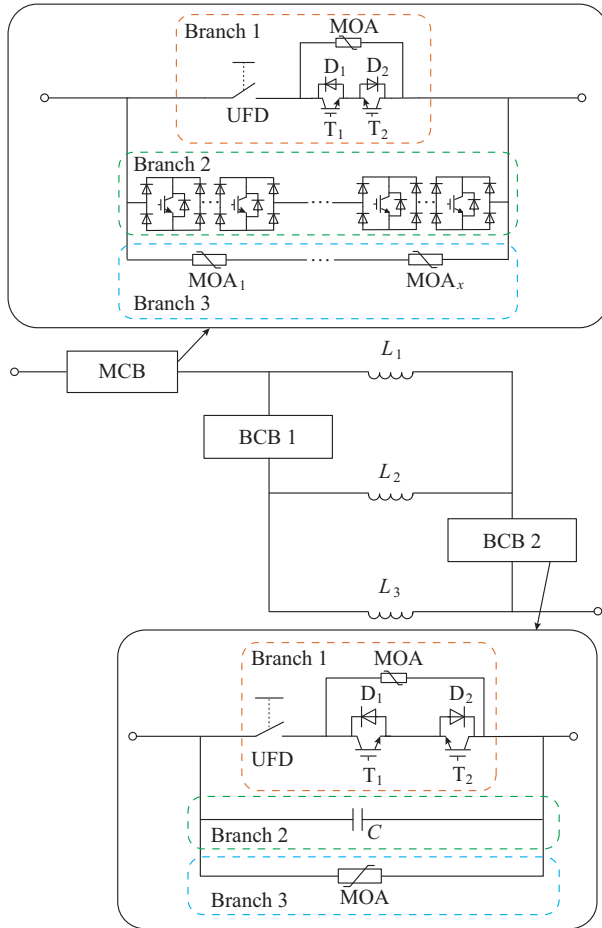 Branch 1
MOA
D1
D2
UFD
T1
T2
Branch 2
MOA1
MOAx
Branch 3
MCB
L1
BCB 1
L2
BCB 2
L3
Branch 1
MOA
D1
D2
UFD
T1
T2
C
Branch 2
Branch 3
MOA